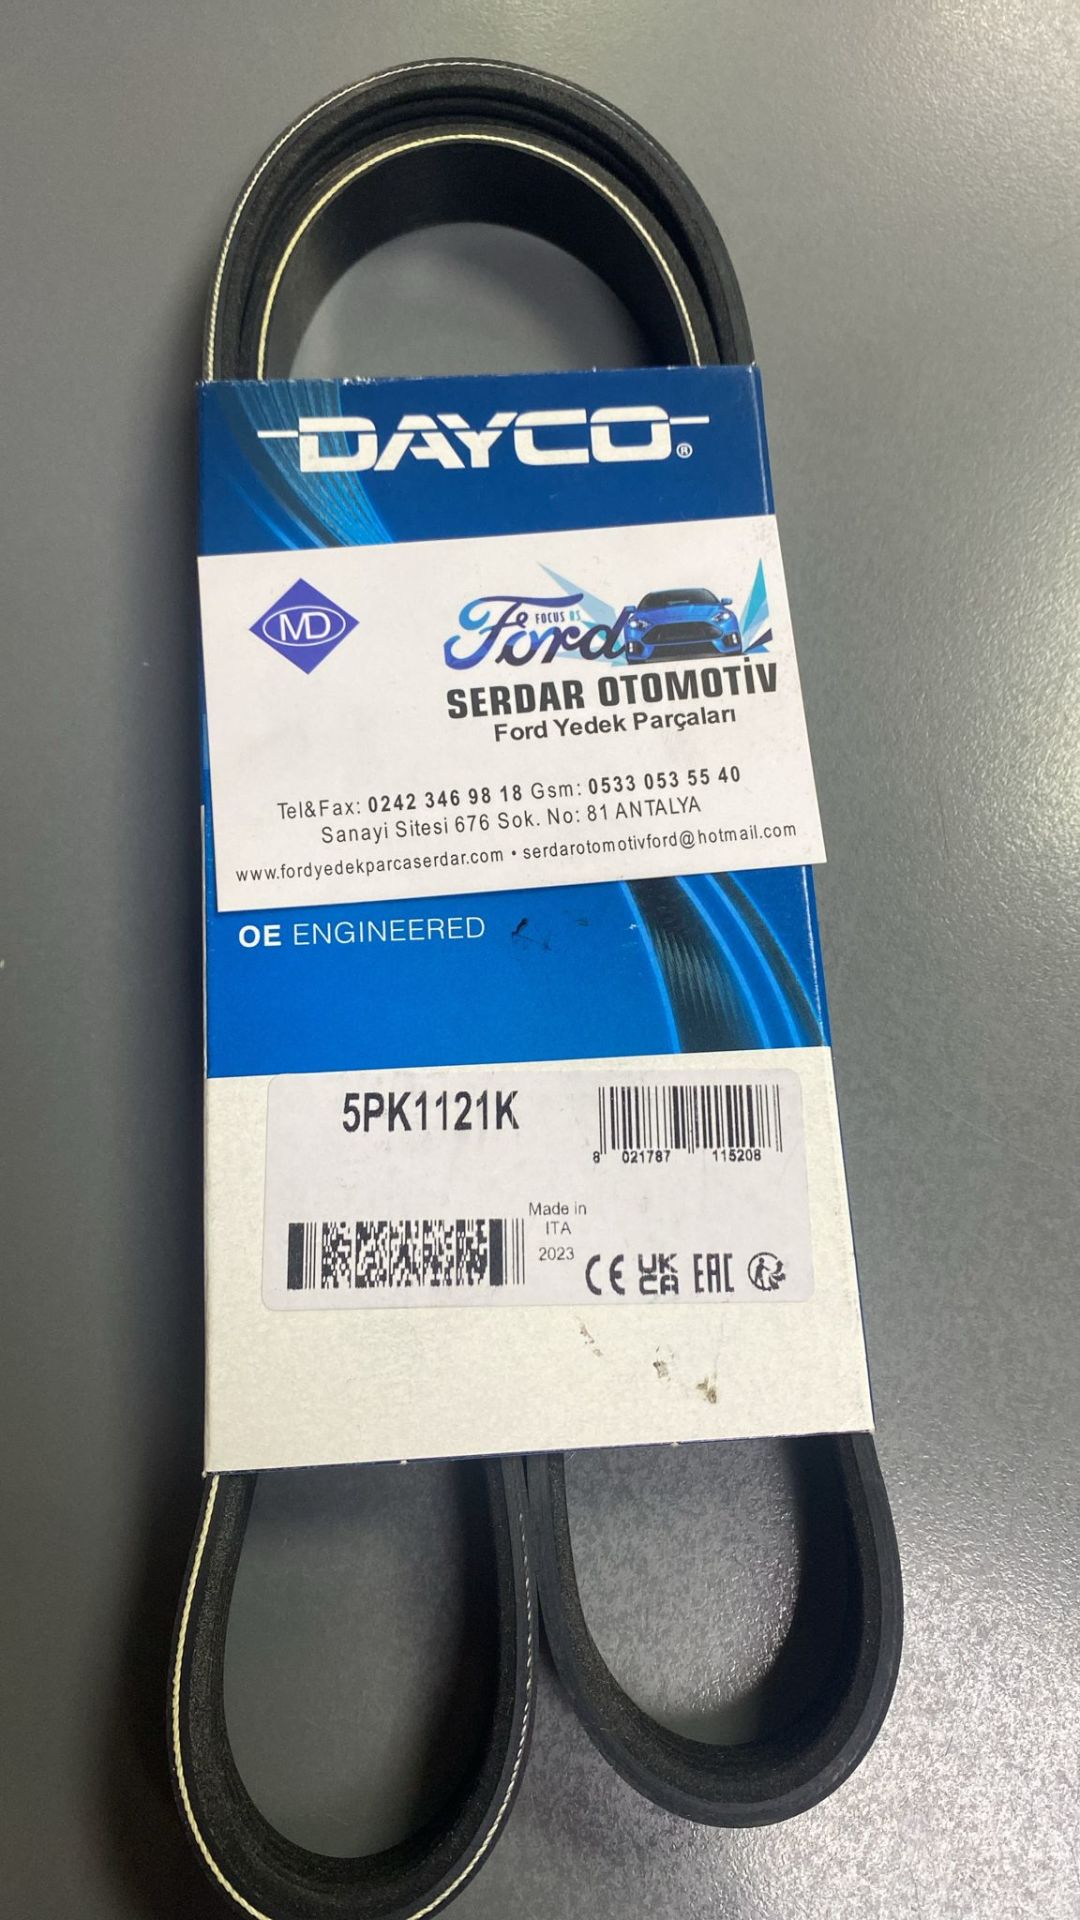 DAYCO®
MD
FOCUS RS
Ford
SERDAR OTOMOTİV
Ford Yedek Parçaları
Tel&Fax: 0242 346 98 18 Gsm: 0533 053 55 40
Sanayi Sitesi 676 Sok. No: 81 ANTALYA
www.fordyedekparcaserdar.com • serdarotomotivford@hotmail.com
OE ENGINEERED
5PK1121K
8 021787 115208
Made in
ITA
2023
CE UKCA EAC